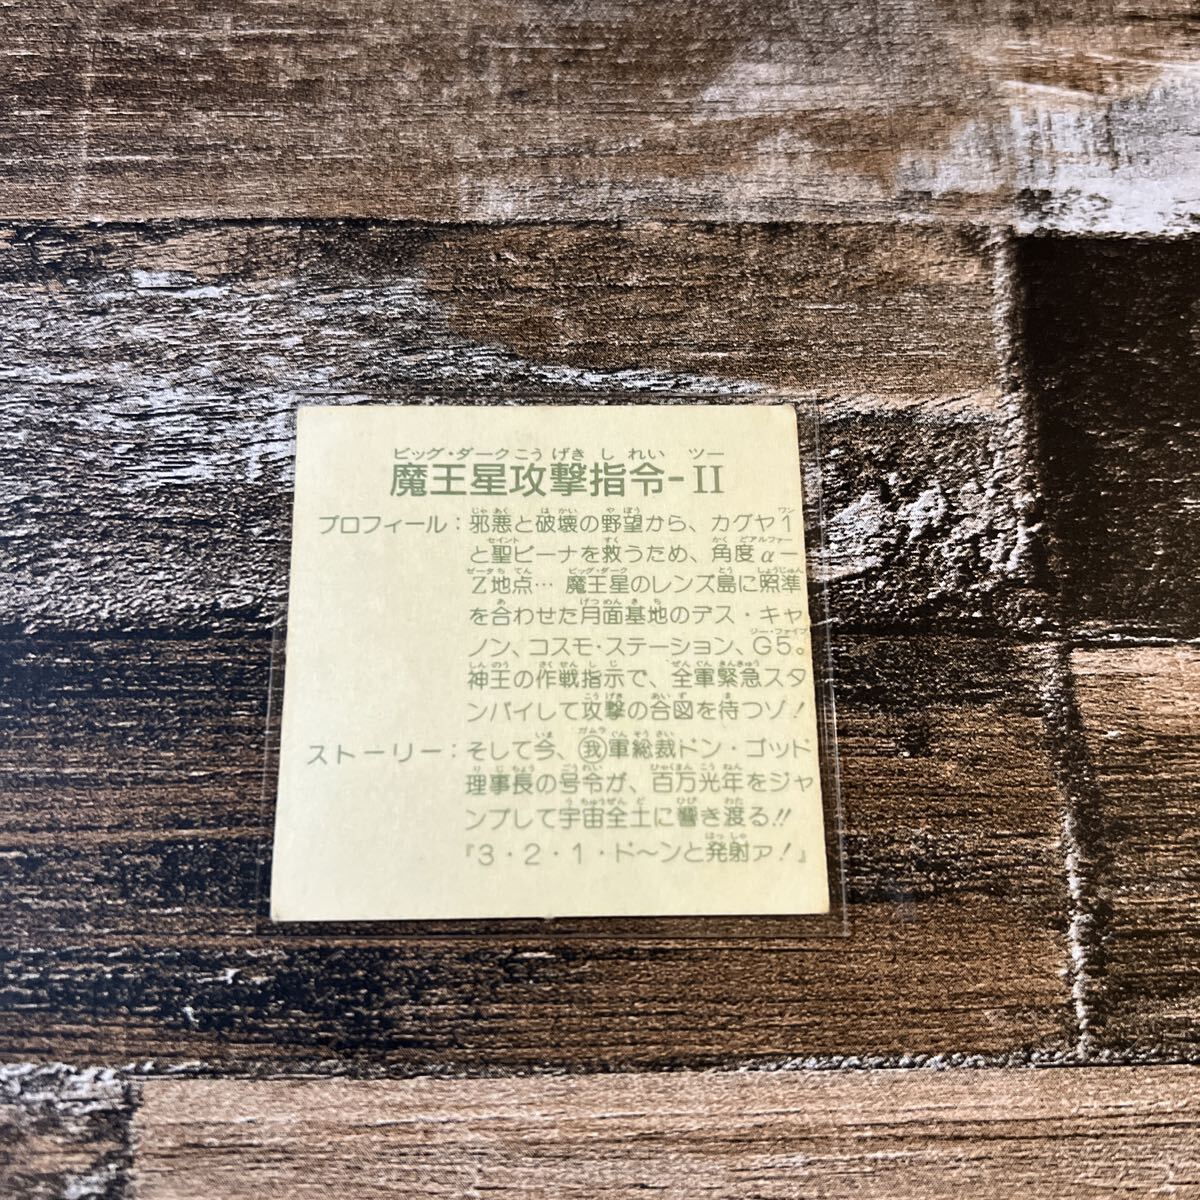 ビッグ・ダークこうげきしれい ツー
魔王星攻撃指令-II
プロフィール：邪悪と破壊の野望から、カグヤ1
と聖ビーナを救うため、角度α－
Z地点… 魔王星のレンズ島に照準
を合わせた月面基地のデス・キャ
ノン、コスモ・ステーション、G5。
神王の作戦指示で、全軍緊急スタ
ンバイして攻撃の合図を待つゾ！
ストーリー：そして今、我軍総裁ドン・ゴッド
理事長の号令が、百万光年をジャ
ンプして宇宙全土に響き渡る!!
『3・2・1・ド〜ンと発射ァ！』